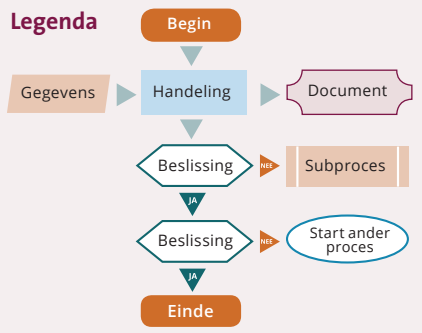 Legenda
Begin
Gegevens
Handeling
Document
Beslissing
NEE
Subproces
JA
Beslissing
NEE
Start ander
proces
JA
Einde